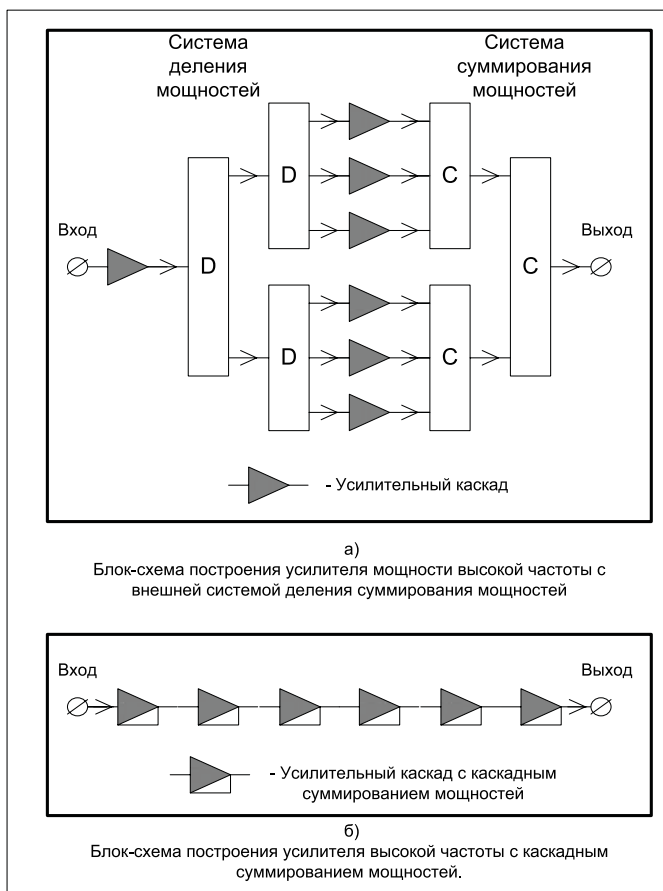 Система
деления
мощностей
Система
суммирования
мощностей
D
C
Вход
D
Выход
C
D
C
- Усилительный каскад
а)
Блок-схема построения усилителя мощности высокой частоты с
внешней системой деления суммирования мощностей
Вход
Выход
- Усилительный каскад с каскадным
суммированием мощностей
б)
Блок-схема построения усилителя высокой частоты с каскадным
суммированием мощностей.